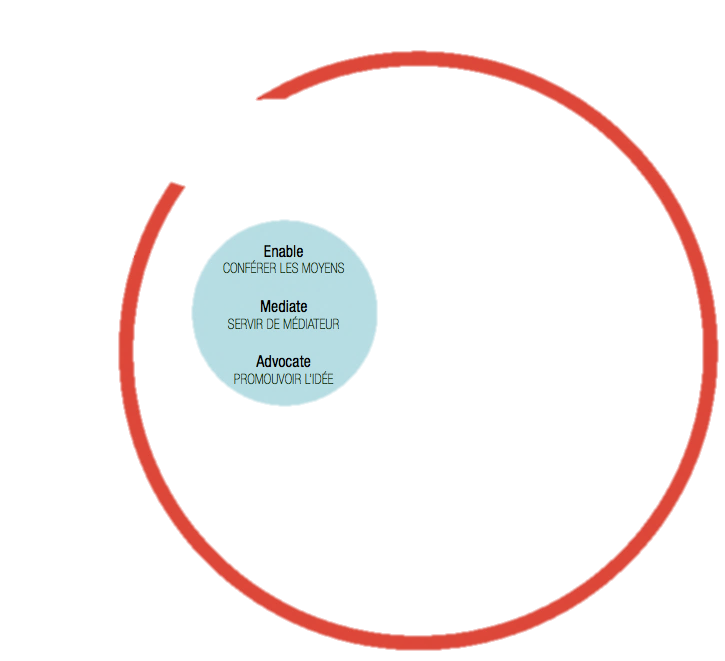 Enable
CONFÉRER LES MOYENS
Mediate
SERVIR DE MÉDIATEUR
Advocate
PROMOUVOIR L'IDÉE